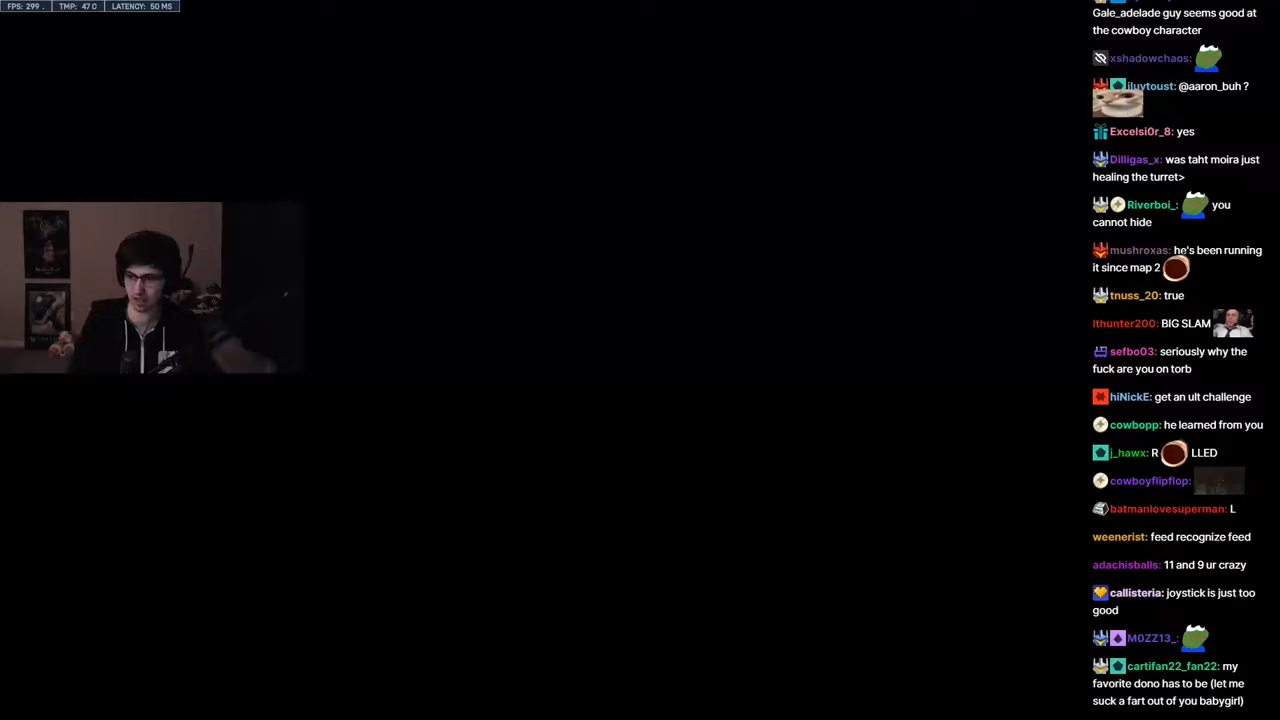 FPS: 299 . TMP: 47 C LATENCY: 50 MS
Gale_adelade guy seems good at
the cowboy character
xshadowchaos:
iluvtoust: @aaron_buh ?
Excelsi0r_8: yes
Dilligas_x: was taht moira just
healing the turret>
Riverboi_: you
cannot hide
mushroxas: he's been running
it since map 2
tnuss_20: true
lthunter200: BIG SLAM
sefbo03: seriously why the
fuck are you on torb
hiNickE: get an ult challenge
cowbopp: he learned from you
j_hawx: R LLED
cowboyflipflop:
batmanlovesuperman: L
weenerist: feed recognize feed
adachisballs: 11 and 9 ur crazy
callisteria: joystick is just too
good
M0ZZ13_:
cartifan22_fan22: my
favorite dono has to be (let me
suck a fart out of you babygirl)